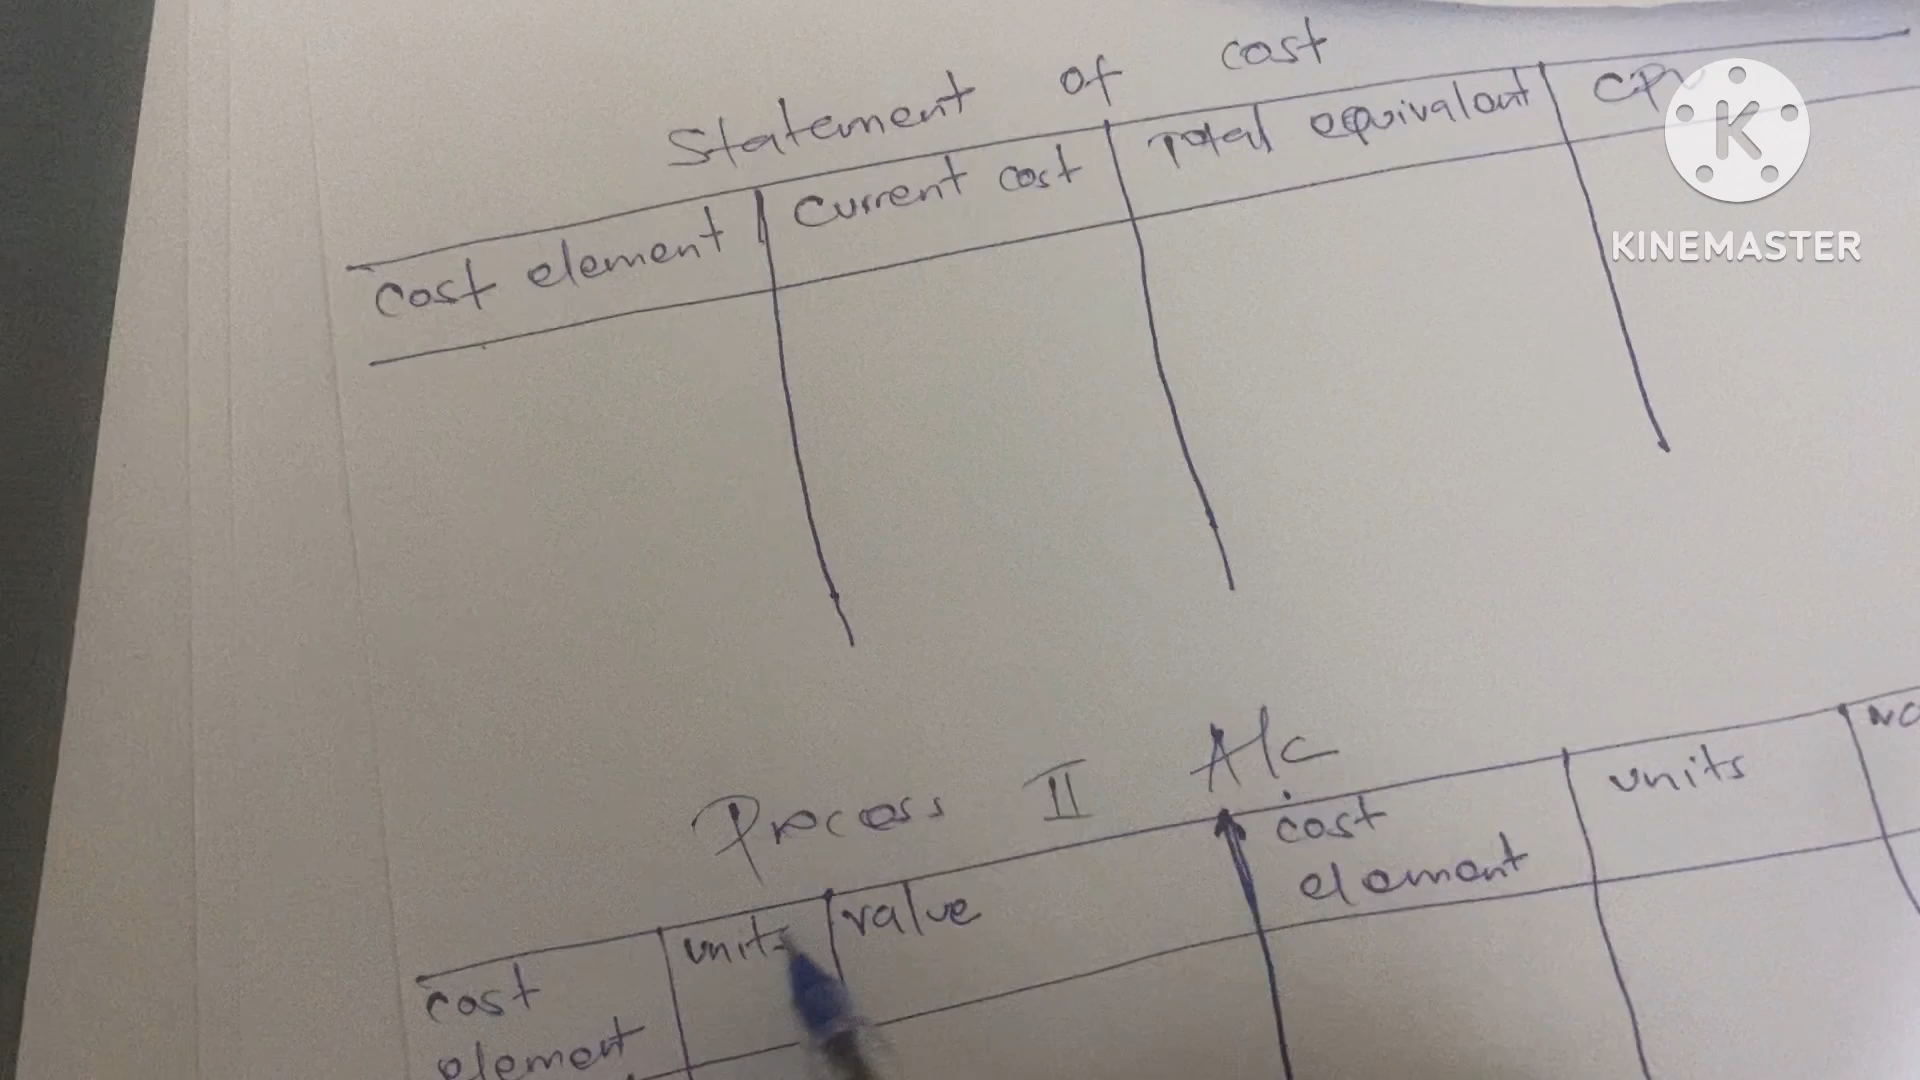 Statement of cost
cost element
Current cost
Total equivalent
K
KINEMASTER
Process II A/c
cost element
units
value
cost element
units